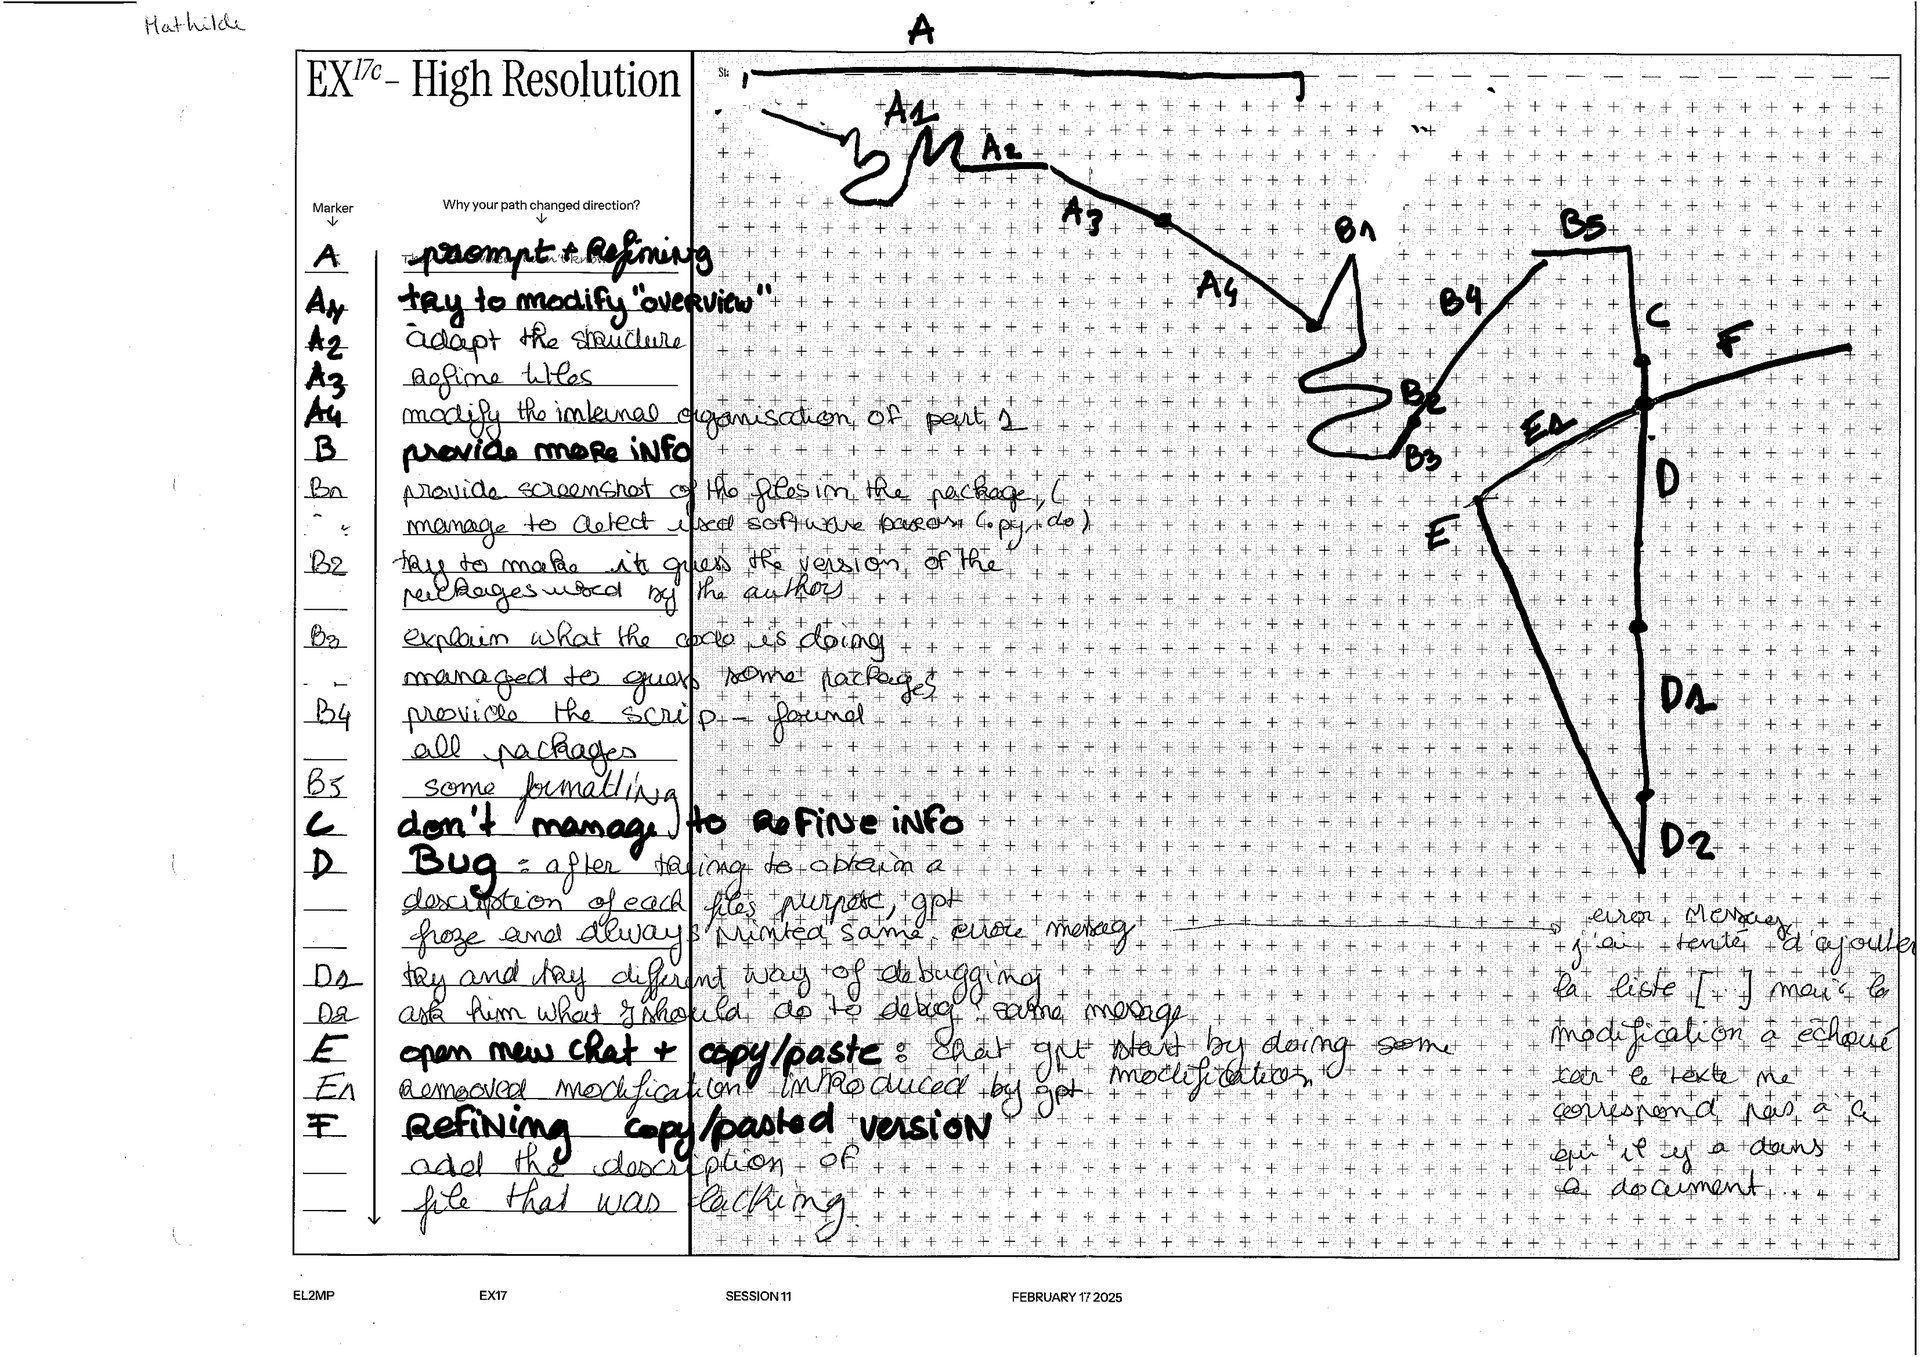 Mathilde
A
EX17c – High Resolution
Marker
Why your path changed direction?
A prompt + Refining
A1 try to modify "overview"
A2 adapt the structure
A3 Refine titles
A4 modify the internal organisation of part 1
B provide more info
B1 provide screenshot of the files in the package, (
manage to detect used software (.py, .do)
B2 try to make it guess the version of the
packages used by the authors
B3 explain what the code is doing
managed to guess some packages
B4 provide the scrip – found
all packages
B5 some formatting
C don't manage to Refine info
D Bug : after trying to obtain a
description of each files purpose, gpt
froze and always printed same errore messag
D1 try and try different way of debugging
D2 ask him what I should do to debug : same message
E open new chat + copy/paste : chat gpt start by doing some
modification
E1 Remooved modification introduced by gpt
F Refining copy/pasted version
add the description of
file that was lacking
A1
A2
A3
A4
B1
B2
B3
B4
B5
C
F
E1
D
E
D1
D2
error message
j'ai tenté d'ajouter
la liste [...] mais la
modification a échoué
car le texte ne
correspond pas à ce
qu'il y a dans
le document...
EL2MP
EX17
SESSION 11
FEBRUARY 17 2025